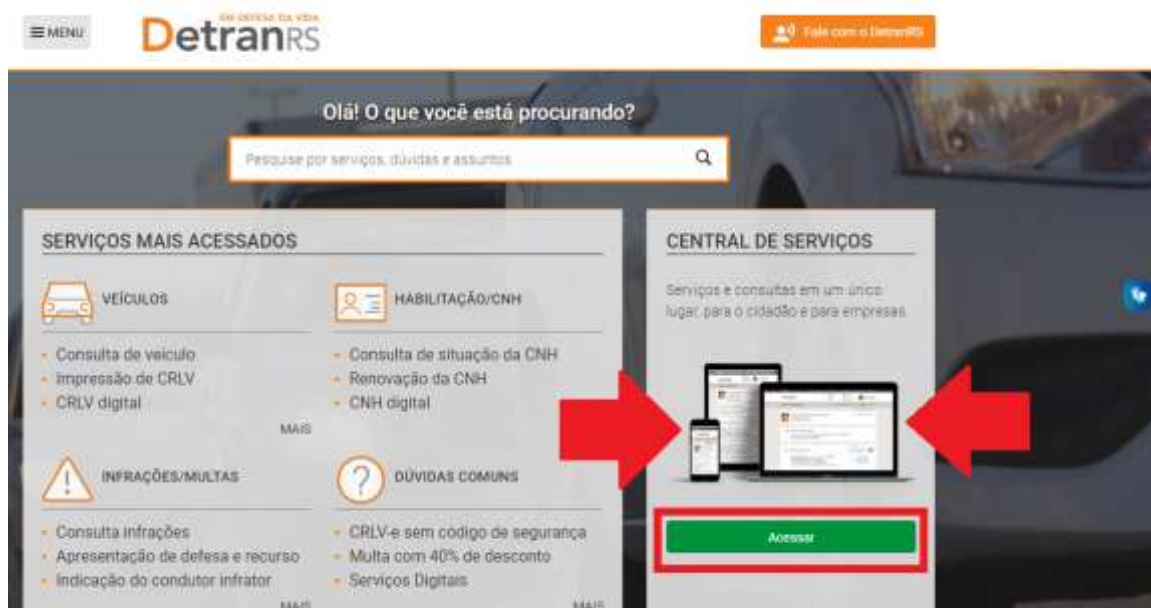 EM DEFESA DA VIDA
MENU
DetranRS
Fale com o DetranRS
Olá! O que você está procurando?
Pesquise por serviços, dúvidas e assuntos
SERVIÇOS MAIS ACESSADOS
VEÍCULOS
Consulta de veículo
Impressão de CRLV
CRLV digital
MAIS
HABILITAÇÃO/CNH
Consulta de situação da CNH
Renovação da CNH
CNH digital
INFRAÇÕES/MULTAS
Consulta infrações
Apresentação de defesa e recurso
Indicação do condutor infrator
MAIS
DÚVIDAS COMUNS
CRLV-e sem código de segurança
Multa com 40% de desconto
Serviços Digitais
MAIS
CENTRAL DE SERVIÇOS
Serviços e consultas em um único
lugar, para o cidadão e para empresas.
Acessar